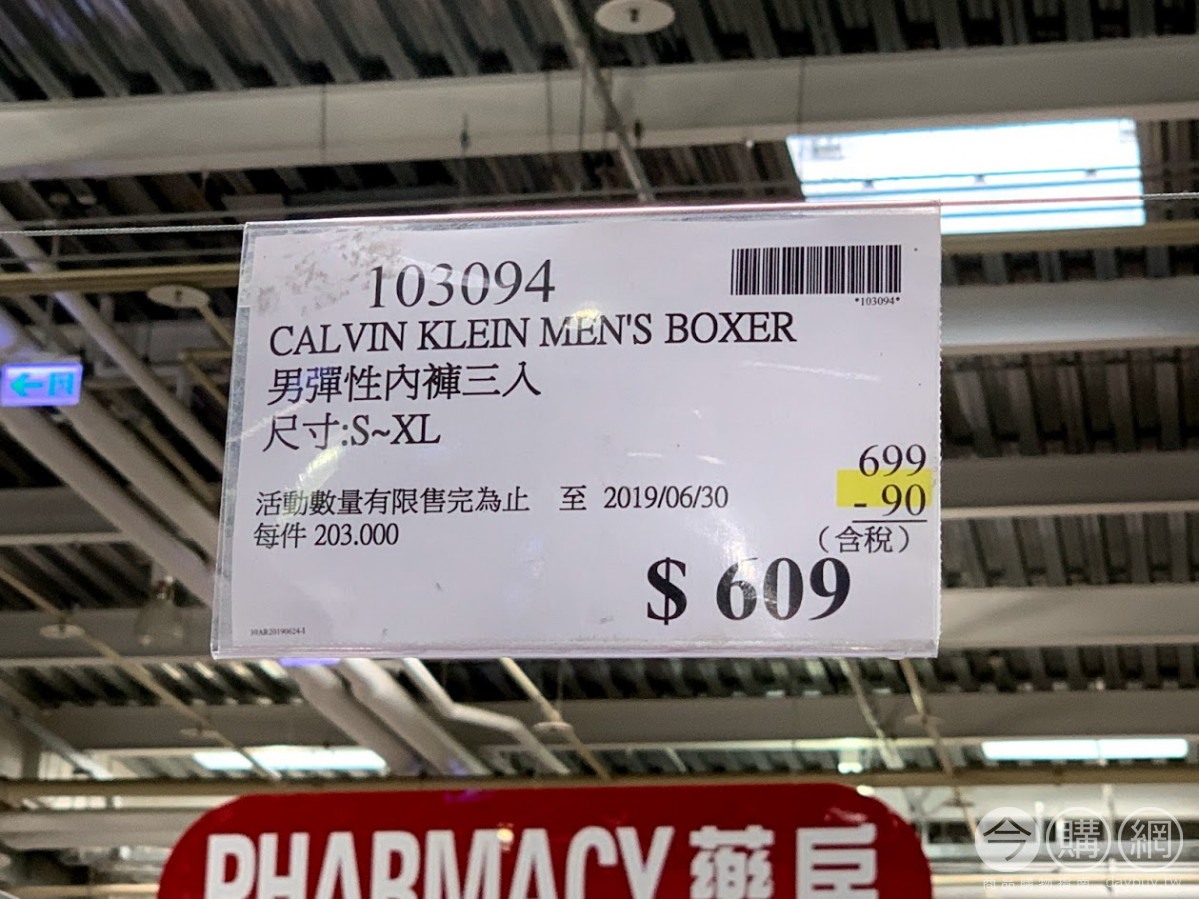 103094
*103094*
CALVIN KLEIN MEN'S BOXER
男彈性內褲三入
尺寸:S~XL
699
- 90
活動數量有限售完為止 至 2019/06/30
每件 203.000
(含稅)
$ 609
PHARMACY 藥局
今購網